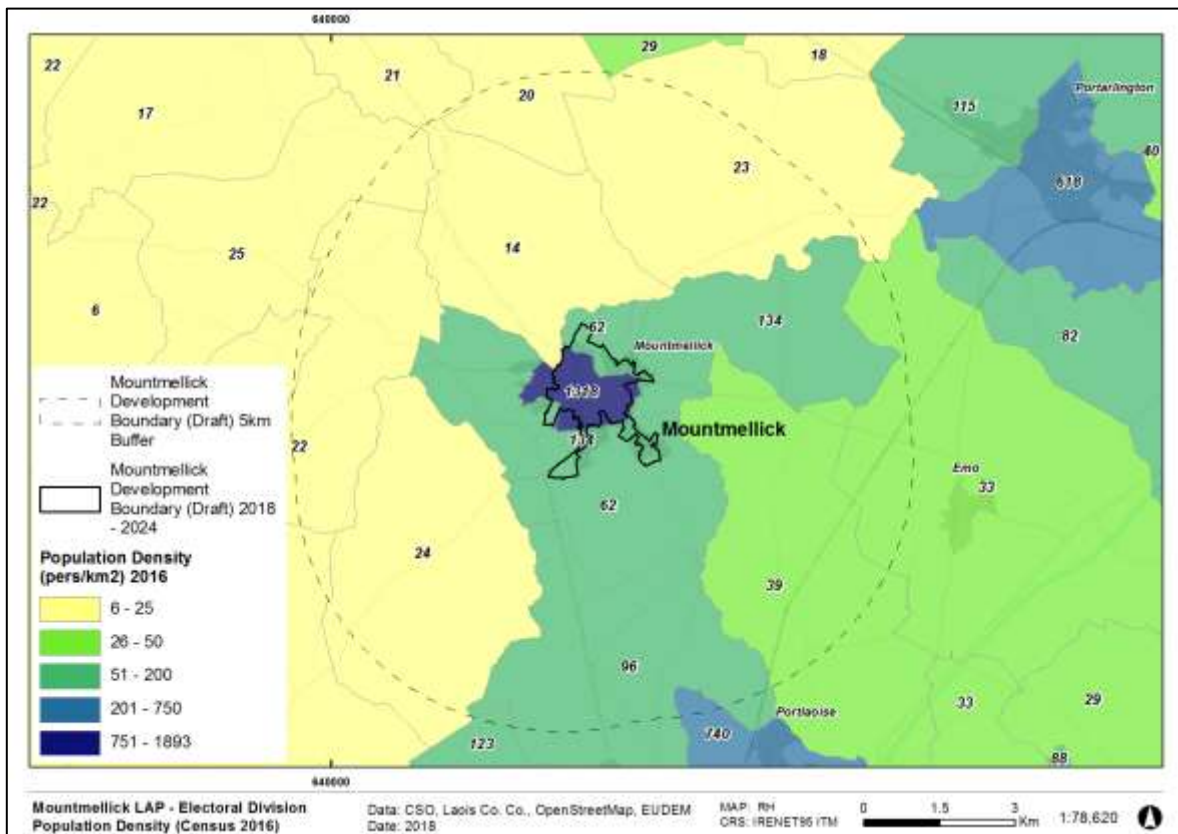 640000
29
18
22
21
20
17
115
Portarlington
40
23
618
22
25
14
6
62
134
82
Mountmellick
1318
Mountmellick
Development
Boundary (Draft) 5km
Buffer
134
Mountmellick
22
Emo
33
Mountmellick
Development
Boundary (Draft) 2018
- 2024
62
Population Density
(pers/km2) 2016
24
39
6 - 25
26 - 50
51 - 200
96
201 - 750
33
29
Portlaoise
751 - 1893
123
740
88
640000
Mountmellick LAP - Electoral Division
Population Density (Census 2016)
Data: CSO, Laois Co. Co., OpenStreetMap, EUDEM
Date: 2018
MAP: RH
CRS: IRENET95 ITM
0 1.5 3
Km
1:78,620